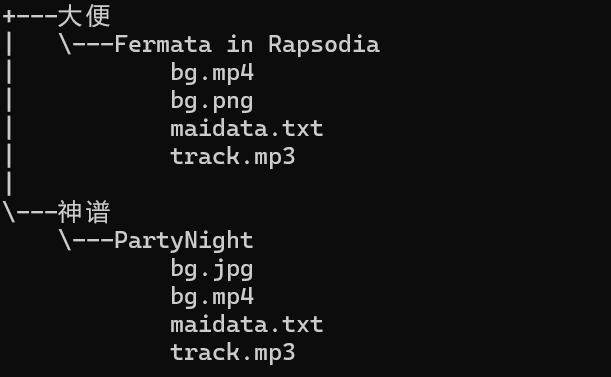 +---大便
|   \---Fermata in Rapsodia
|           bg.mp4
|           bg.png
|           maidata.txt
|           track.mp3
|
\---神谱
    \---PartyNight
            bg.jpg
            bg.mp4
            maidata.txt
            track.mp3